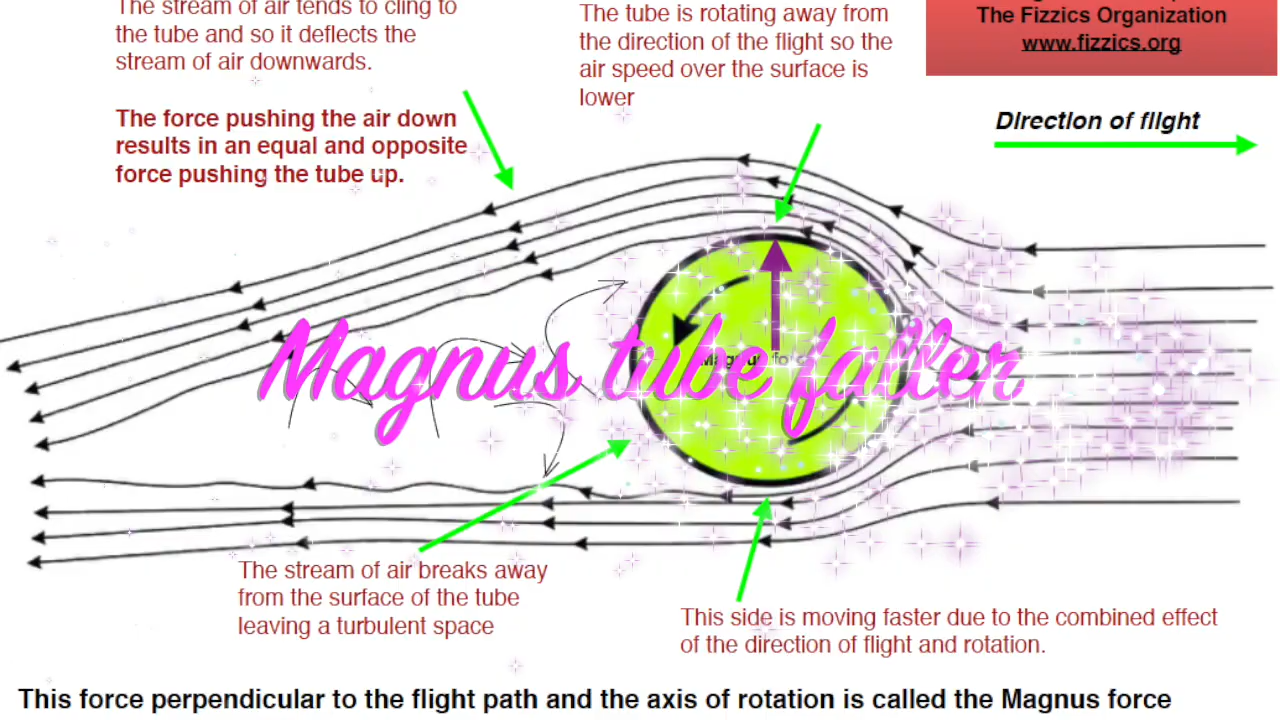 The stream of air tends to cling to
the tube and so it deflects the
stream of air downwards.
The force pushing the air down
results in an equal and opposite
force pushing the tube up.
The tube is rotating away from
the direction of the flight so the
air speed over the surface is
lower
The Fizzics Organization
www.fizzics.org
Direction of flight
Magnus force
Magnus tube faller
The stream of air breaks away
from the surface of the tube
leaving a turbulent space
This side is moving faster due to the combined effect
of the direction of flight and rotation.
This force perpendicular to the flight path and the axis of rotation is called the Magnus force